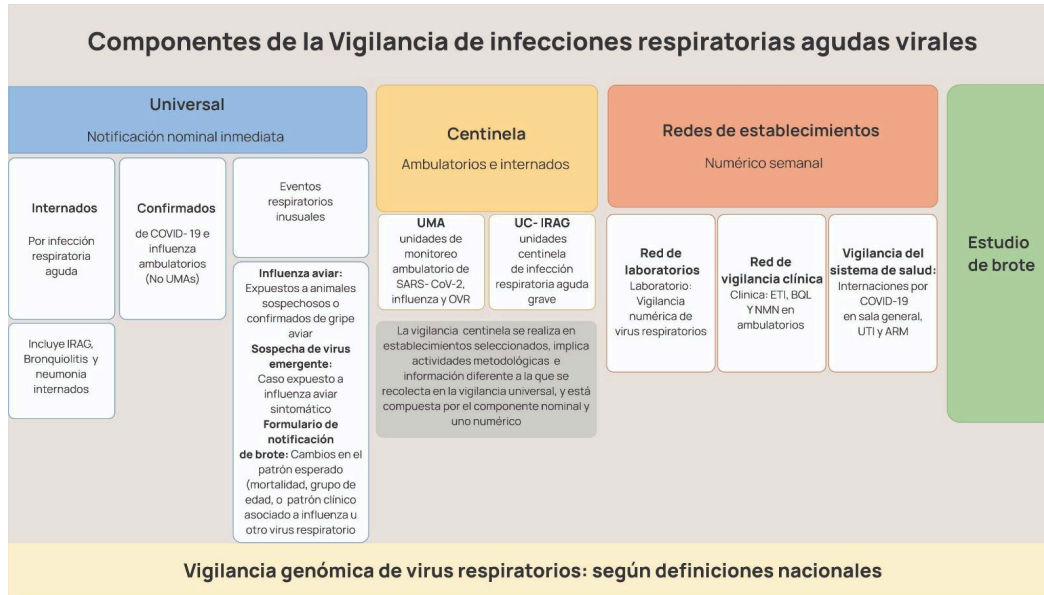 Componentes de la Vigilancia de infecciones respiratorias agudas virales
Universal
Notificación nominal inmediata
Internados
Por infección
respiratoria
aguda
Incluye IRAG,
Bronquiolitis y
neumonia
internados
Confirmados
de COVID- 19 e
influenza
ambulatorios
(No UMAs)
Eventos
respiratorios
inusuales
Influenza aviar:
Expuestos a animales
sospechosos o
confirmados de gripe
aviar
Sospecha de virus
emergente:
Caso expuesto a
influenza aviar
sintomático
Formulario de
notificación
de brote: Cambios en el
patrón esperado
(mortalidad, grupo de
edad, o patrón clínico
asociado a influenza u
otro virus respiratorio
Centinela
Ambulatorios e internados
UMA
unidades de
monitoreo
ambulatorio de
SARS- CoV-2,
influenza y OVR
UC- IRAG
unidades
centinela
de infección
respiratoria aguda
grave
La vigilancia centinela se realiza en
establecimientos seleccionados, implica
actividades metodológicas e
información diferente a la que se
recolecta en la vigilancia universal, y está
compuesta por el componente nominal y
uno numérico
Redes de establecimientos
Numérico semanal
Red de
laboratorios
Laboratorio:
Vigilancia
numérica de
virus respiratorios
Red de
vigilancia clínica
Clinica: ETI, BQL
Y NMN en
ambulatorios
Vigilancia del
sistema de salud:
Internaciones por
COVID-19
en sala general,
UTI y ARM
Estudio
de brote
Vigilancia genómica de virus respiratorios: según definiciones nacionales